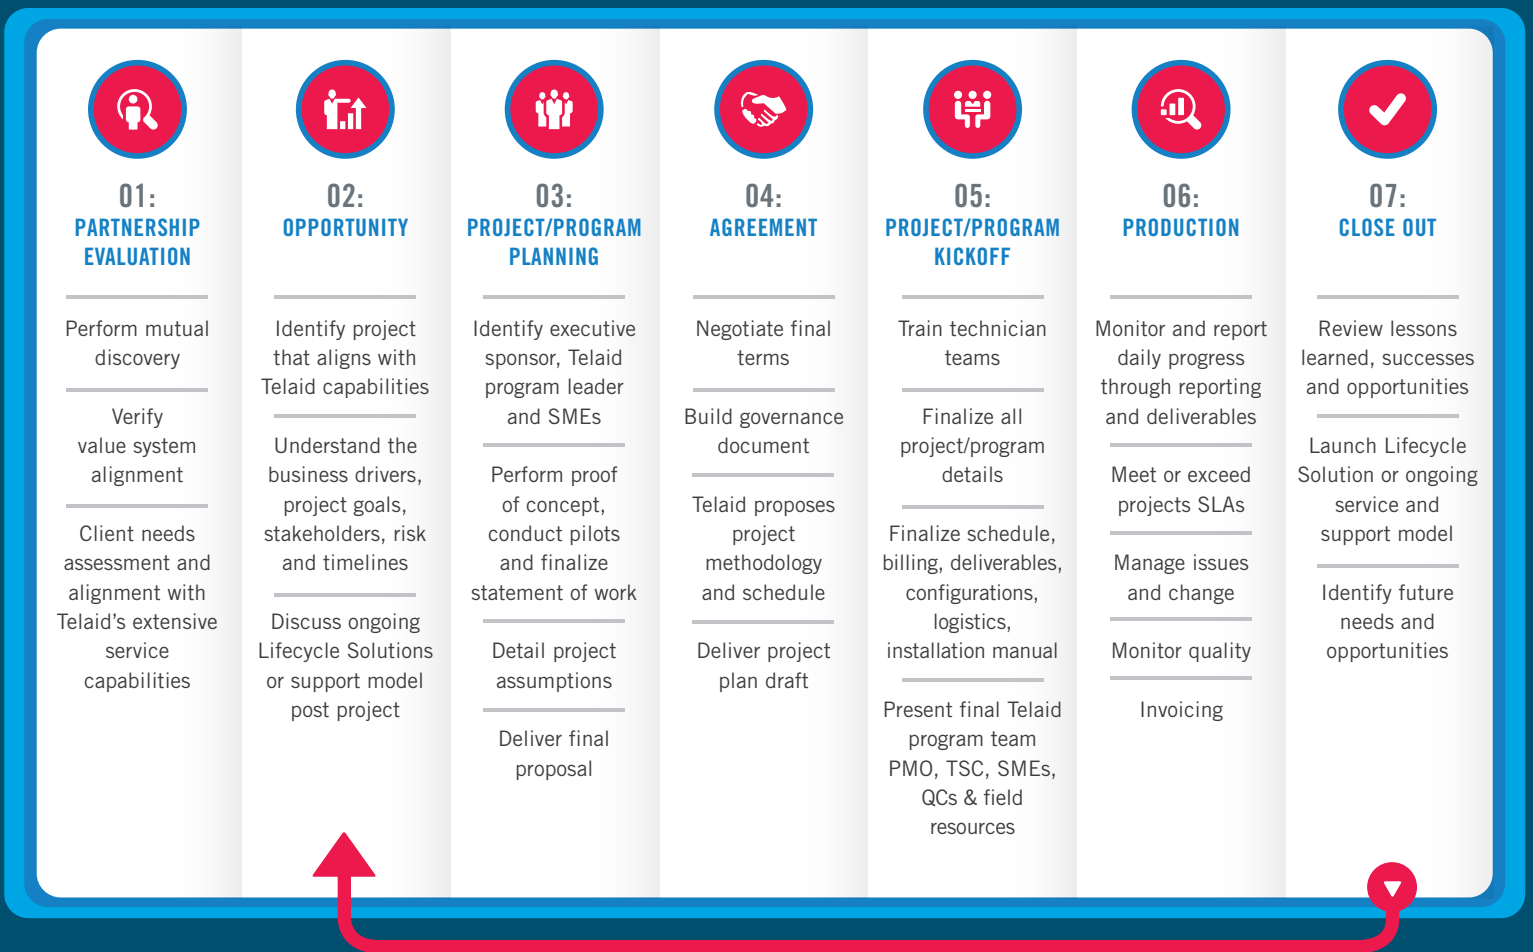 01:
PARTNERSHIP
EVALUATION
Perform mutual
discovery
Verify
value system
alignment
Client needs
assessment and
alignment with
Telaid’s extensive
service
capabilities
02:
OPPORTUNITY
Identify project
that aligns with
Telaid capabilities
Understand the
business drivers,
project goals,
stakeholders, risk
and timelines
Discuss ongoing
Lifecycle Solutions
or support model
post project
03:
PROJECT/PROGRAM
PLANNING
Identify executive
sponsor, Telaid
program leader
and SMEs
Perform proof
of concept,
conduct pilots
and finalize
statement of work
Detail project
assumptions
Deliver final
proposal
04:
AGREEMENT
Negotiate final
terms
Build governance
document
Telaid proposes
project
methodology
and schedule
Deliver project
plan draft
05:
PROJECT/PROGRAM
KICKOFF
Train technician
teams
Finalize all
project/program
details
Finalize schedule,
billing, deliverables,
configurations,
logistics,
installation manual
Present final Telaid
program team
PMO, TSC, SMEs,
QCs & field
resources
06:
PRODUCTION
Monitor and report
daily progress
through reporting
and deliverables
Meet or exceed
projects SLAs
Manage issues
and change
Monitor quality
Invoicing
07:
CLOSE OUT
Review lessons
learned, successes
and opportunities
Launch Lifecycle
Solution or ongoing
service and
support model
Identify future
needs and
opportunities